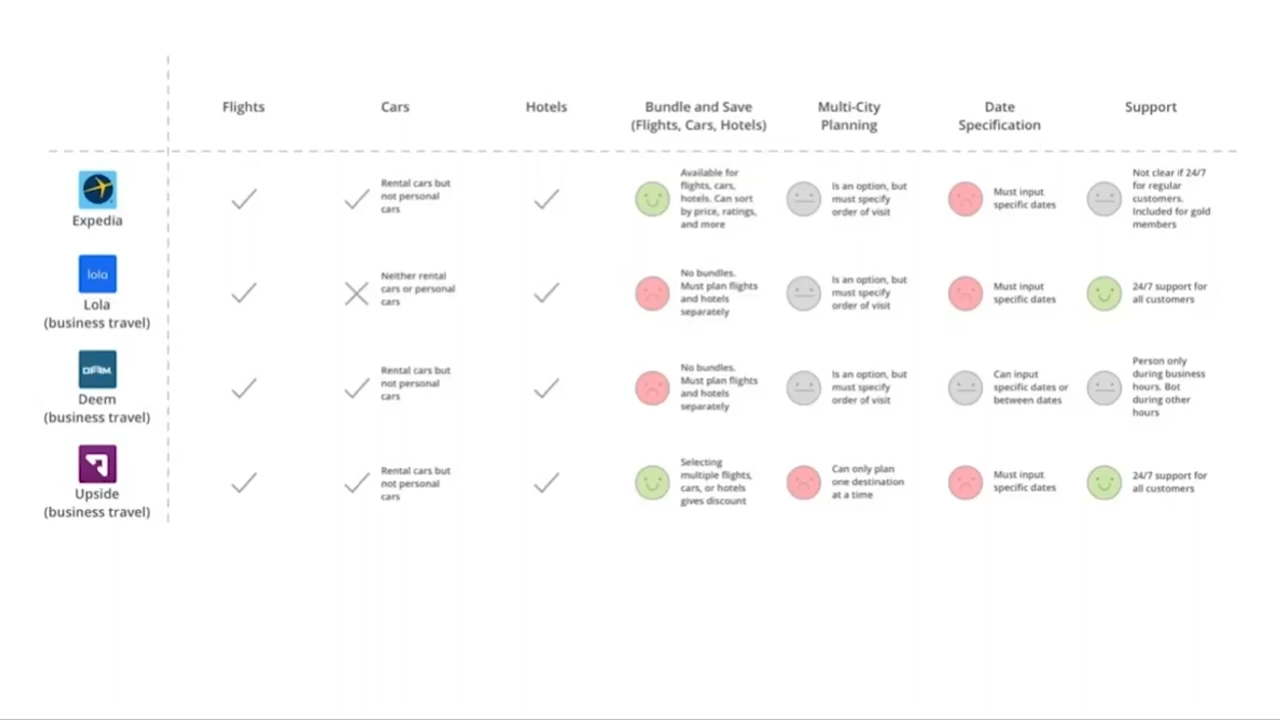 Flights
Cars
Hotels
Bundle and Save
(Flights, Cars, Hotels)
Multi-City
Planning
Date
Specification
Support
Expedia
Rental cars but
not personal
cars
Available for
flights, cars,
hotels. Can sort
by price, ratings,
and more
Is an option, but
must specify
order of visit
Must input
specific dates
Not clear if 24/7
for regular
customers.
Included for gold
members
lola
Lola
(business travel)
Neither rental
cars or personal
cars
No bundles.
Must plan flights
and hotels
separately
Is an option, but
must specify
order of visit
Must input
specific dates
24/7 support for
all customers
DEEM.
Deem
(business travel)
Rental cars but
not personal
cars
No bundles.
Must plan flights
and hotels
separately
Is an option, but
must specify
order of visit
Can input
specific dates or
between dates
Person only
during business
hours. Bot
during other
hours
Upside
(business travel)
Rental cars but
not personal
cars
Selecting
multiple flights,
cars, or hotels
gives discount
Can only plan
one destination
at a time
Must input
specific dates
24/7 support for
all customers